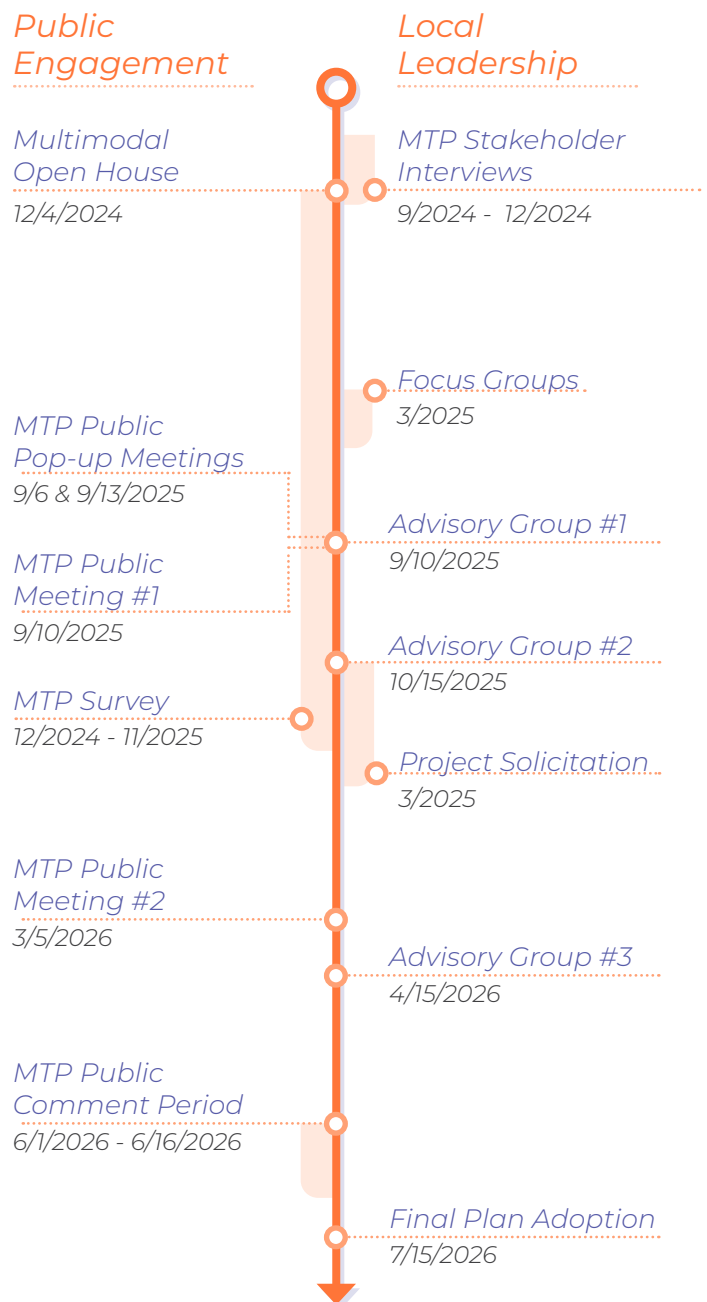 Public
Engagement
Local
Leadership
Multimodal
Open House
12/4/2024
MTP Stakeholder
Interviews
9/2024 - 12/2024
Focus Groups
3/2025
MTP Public
Pop-up Meetings
9/6 & 9/13/2025
Advisory Group #1
9/10/2025
MTP Public
Meeting #1
9/10/2025
Advisory Group #2
10/15/2025
MTP Survey
12/2024 - 11/2025
Project Solicitation
3/2025
MTP Public
Meeting #2
3/5/2026
Advisory Group #3
4/15/2026
MTP Public
Comment Period
6/1/2026 - 6/16/2026
Final Plan Adoption
7/15/2026